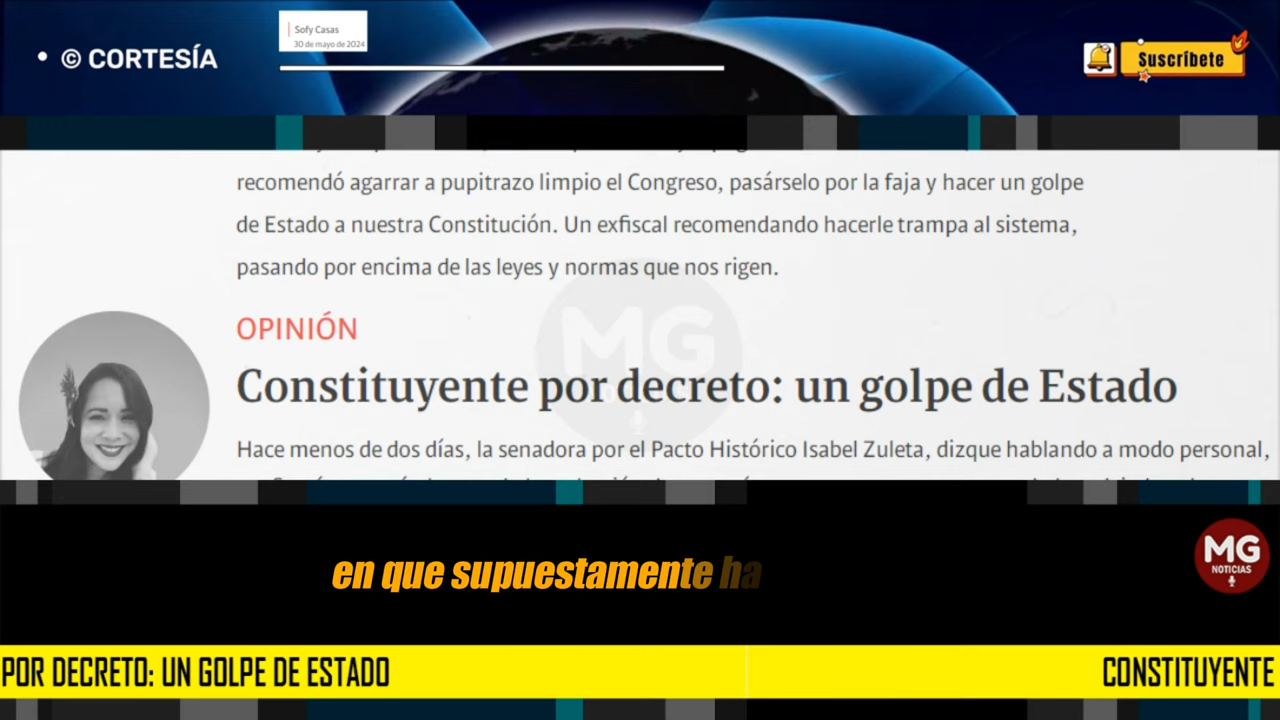 © CORTESÍA
Sofy Casas
30 de mayo de 2024
Suscríbete
recomendó agarrar a pupitrazo limpio el Congreso, pasárselo por la faja y hacer un golpe
de Estado a nuestra Constitución. Un exfiscal recomendando hacerle trampa al sistema,
pasando por encima de las leyes y normas que nos rigen.
MG
OPINIÓN
Constituyente por decreto: un golpe de Estado
Hace menos de dos días, la senadora por el Pacto Histórico Isabel Zuleta, dizque hablando a modo personal,
en que supuestamente ha
MG
NOTICIAS
POR DECRETO: UN GOLPE DE ESTADO
CONSTITUYENTE